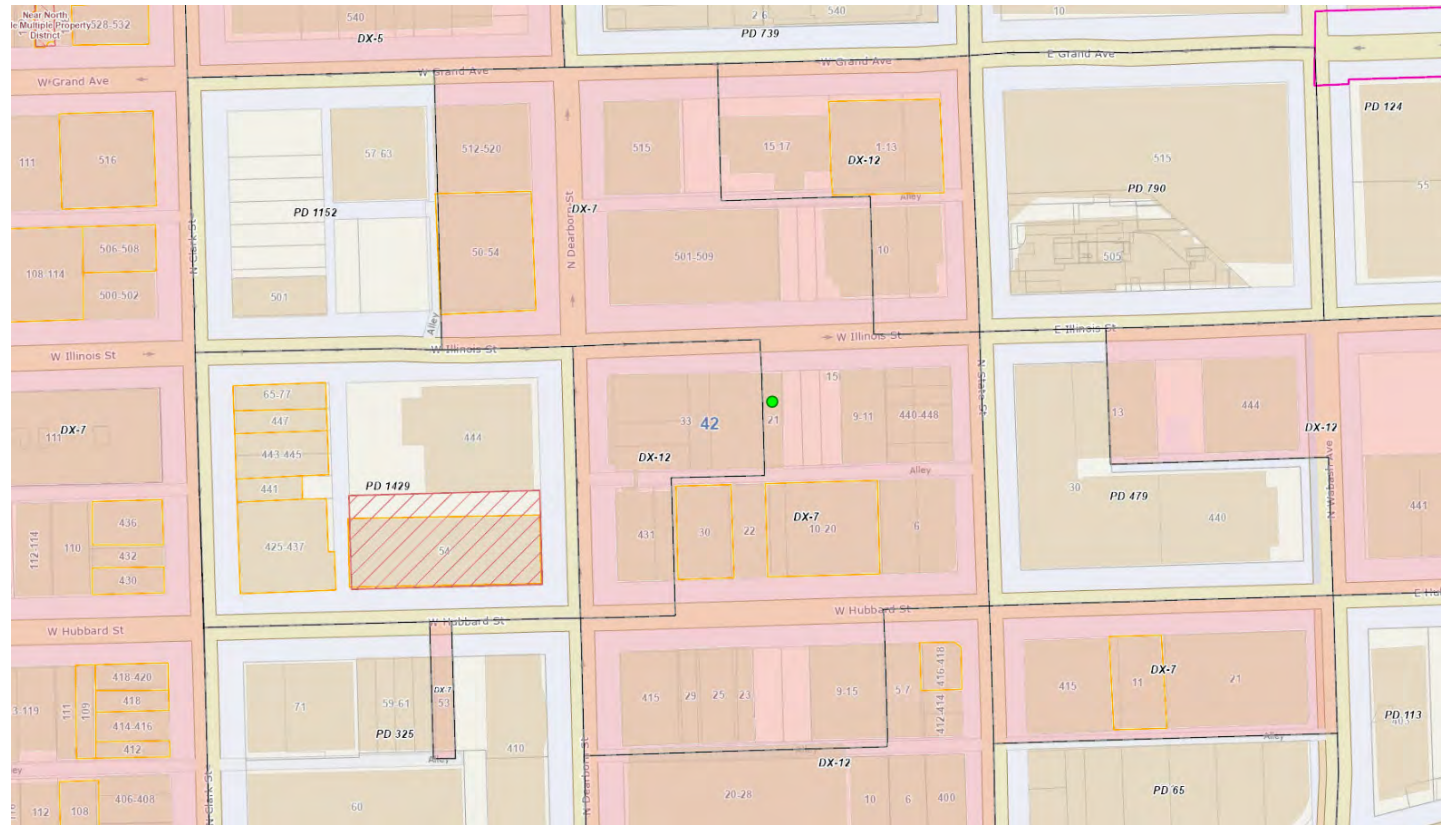 Near North
le Multiple Property
District
528-532
540
DX-5
2 6
540
PD 739
10
W Grand Ave
W Grand Ave
W Grand Ave
E Grand Ave
PD 124
111
516
57-63
512-520
515
15-17
DX-12
1-13
515
55
PD 1152
DX-7
Alley
PD 790
N Clark St
N Dearborn St
506-508
108-114
500-502
50-54
501-509
10
505
501
Alley
W Illinois St
W Illinois St
W Illinois St
E Illinois St
65-77
447
443-445
441
425-437
444
PD 1429
54
111
DX-7
33
42
21
15
9-11
440-448
N State St
DX-12
Alley
13
444
DX-12
30
PD 479
440
N Wabash Ave
441
112-114
110
436
432
430
431
30
22
DX-7
10-20
6
W Hubbard St
W Hubbard St
W Hubbard St
418-420
418
414-416
412
111
109
71
59-61
DX-7
53
PD 325
410
415
29
25
23
9-15
5-7
416-418
412-414
415
11
DX-7
21
PD 113
403
Alley
Alley
DX-12
PD 65
N Clark St
N Dearborn St
112
108
406-408
60
20-28
10
6
400